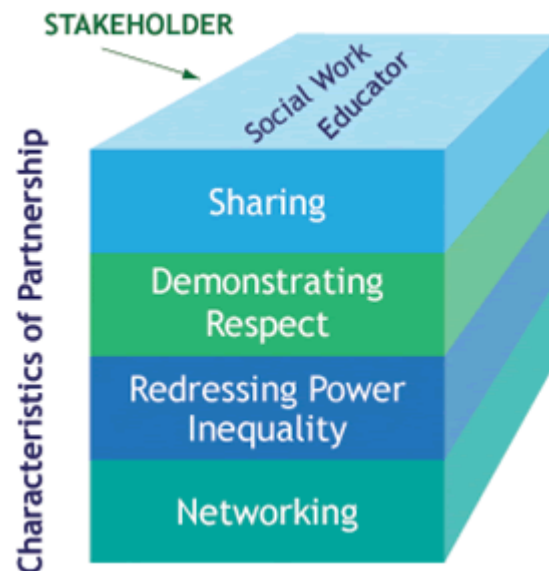 STAKEHOLDER
Social Work
Educator
Characteristics of Partnership
Sharing
Demonstrating
Respect
Redressing Power
Inequality
Networking